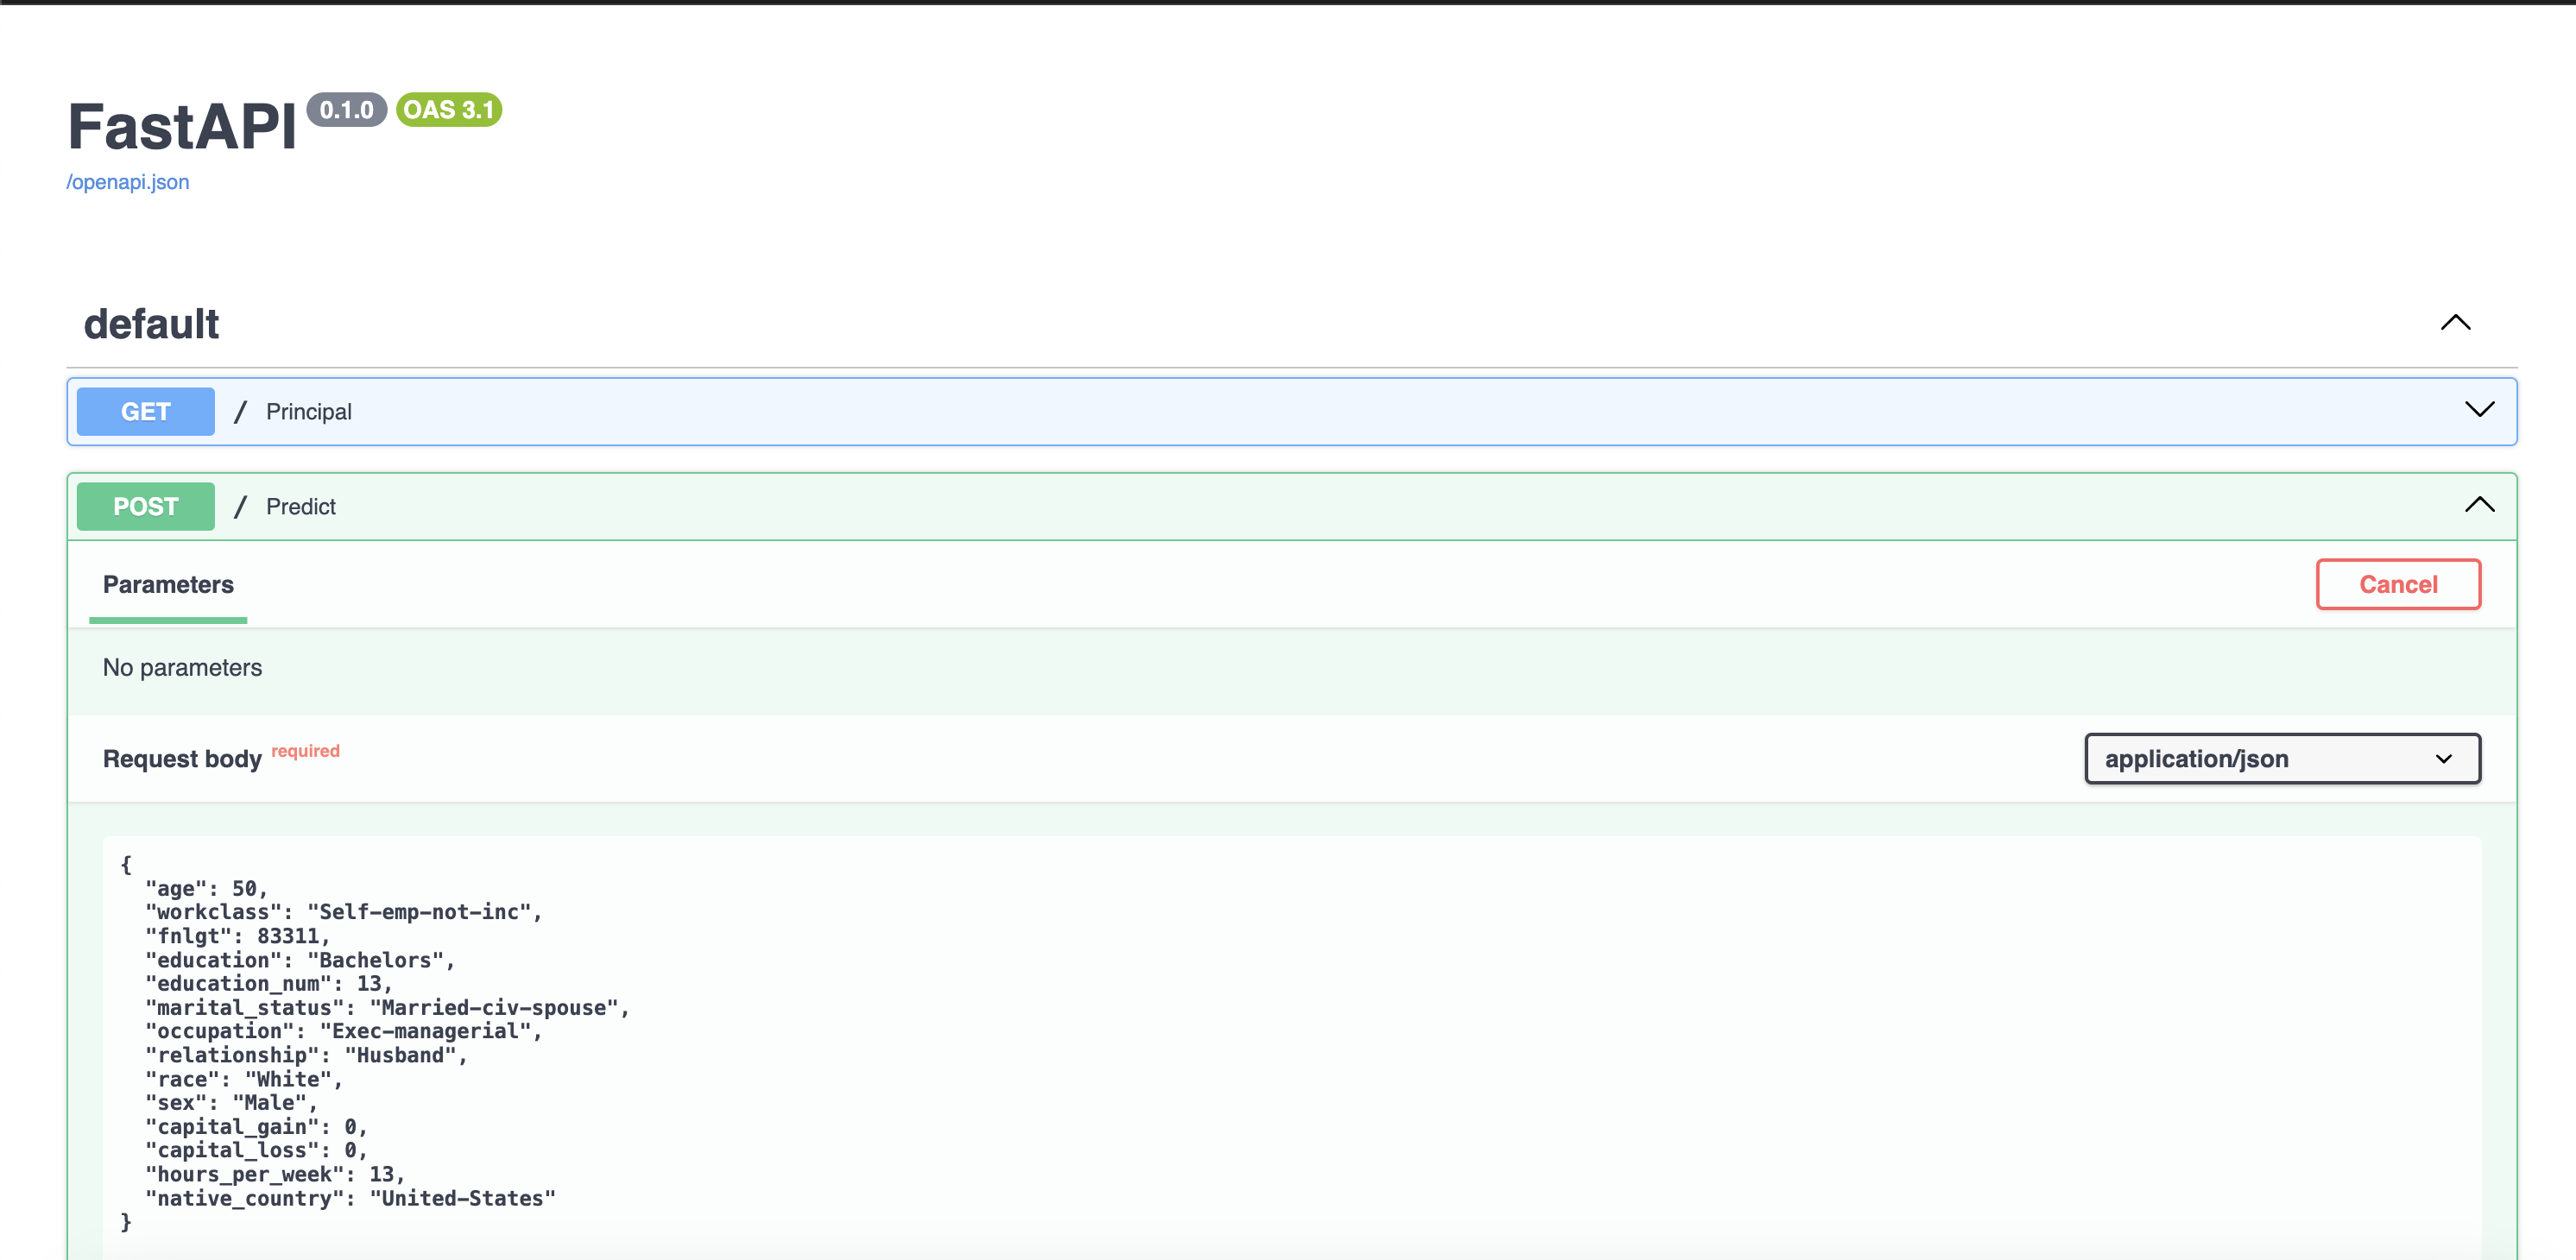 FastAPI 0.1.0 OAS 3.1
/openapi.json
default
GET / Principal
POST / Predict
Parameters
Cancel
No parameters
Request body required
application/json
{
  "age": 50,
  "workclass": "Self-emp-not-inc",
  "fnlgt": 83311,
  "education": "Bachelors",
  "education_num": 13,
  "marital_status": "Married-civ-spouse",
  "occupation": "Exec-managerial",
  "relationship": "Husband",
  "race": "White",
  "sex": "Male",
  "capital_gain": 0,
  "capital_loss": 0,
  "hours_per_week": 13,
  "native_country": "United-States"
}